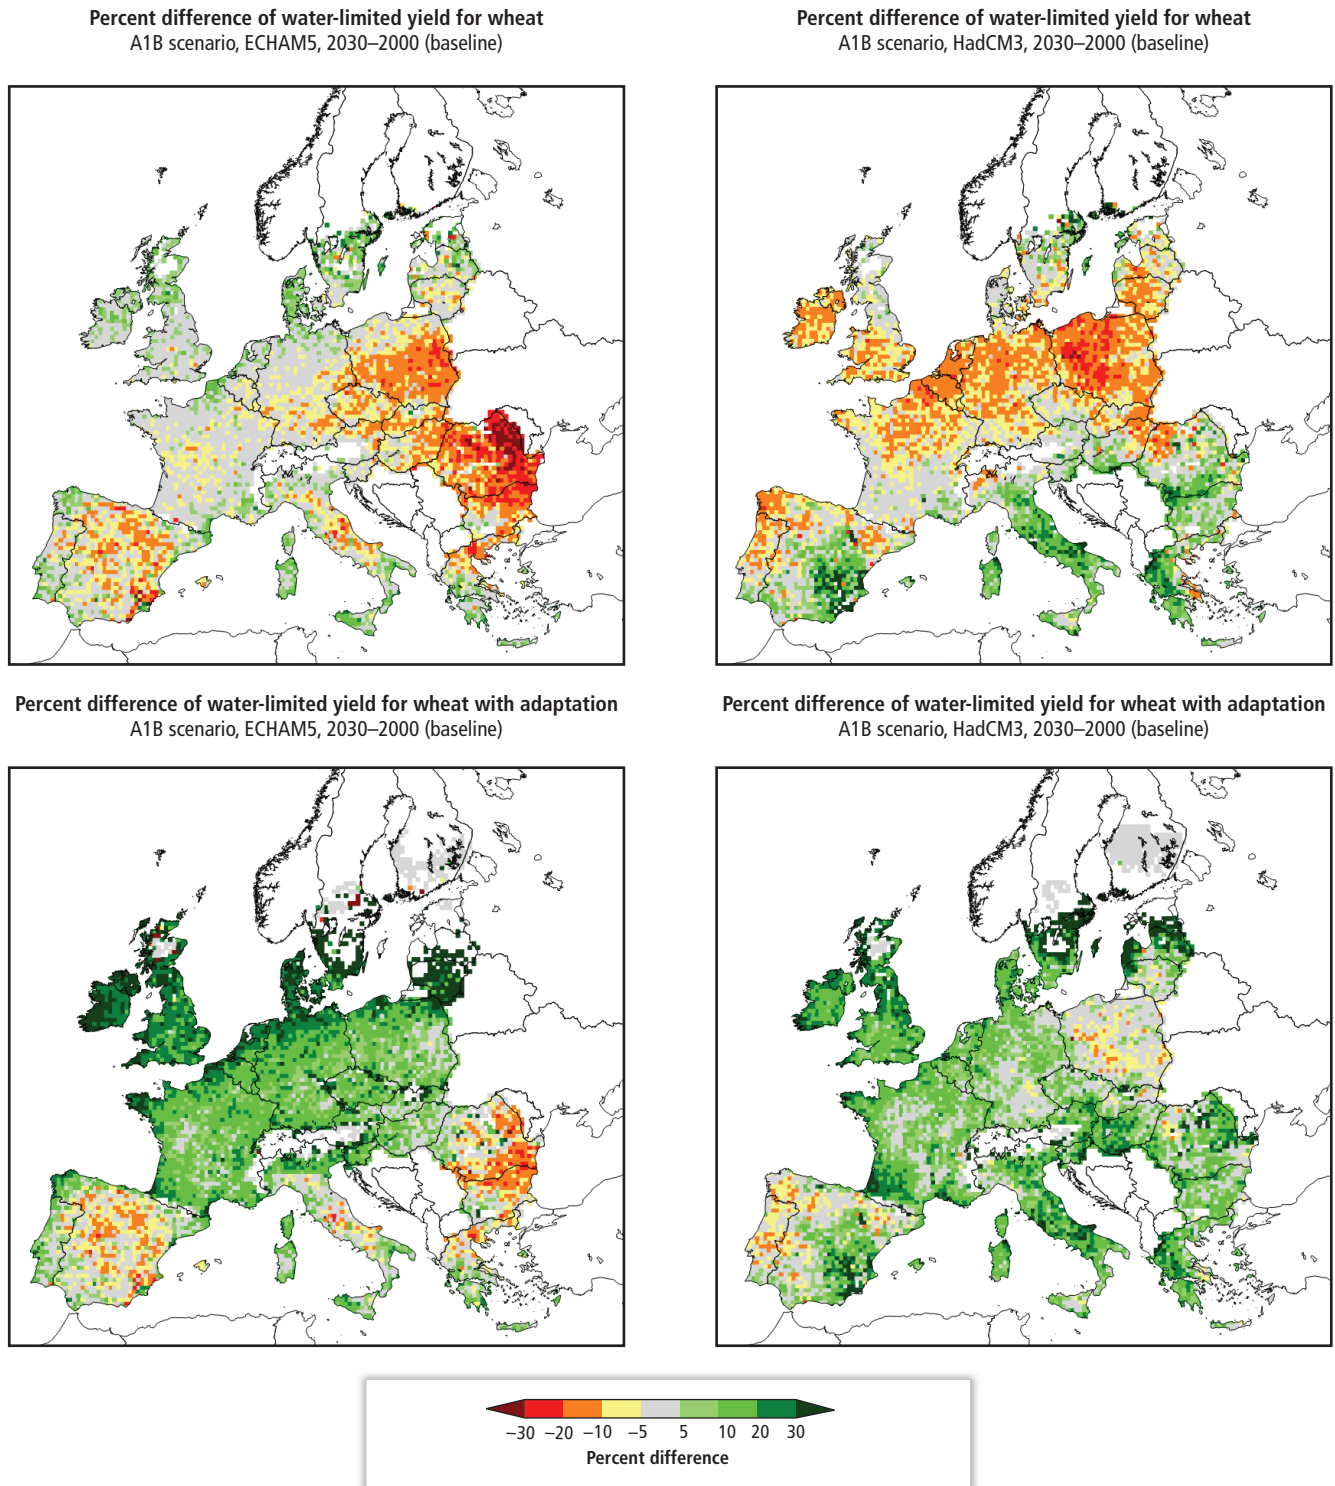 Percent difference of water-limited yield for wheat
A1B scenario, ECHAM5, 2030–2000 (baseline)
Percent difference of water-limited yield for wheat
A1B scenario, HadCM3, 2030–2000 (baseline)
Percent difference of water-limited yield for wheat with adaptation
A1B scenario, ECHAM5, 2030–2000 (baseline)
Percent difference of water-limited yield for wheat with adaptation
A1B scenario, HadCM3, 2030–2000 (baseline)
−30 −20 −10 −5 5 10 20 30
Percent difference